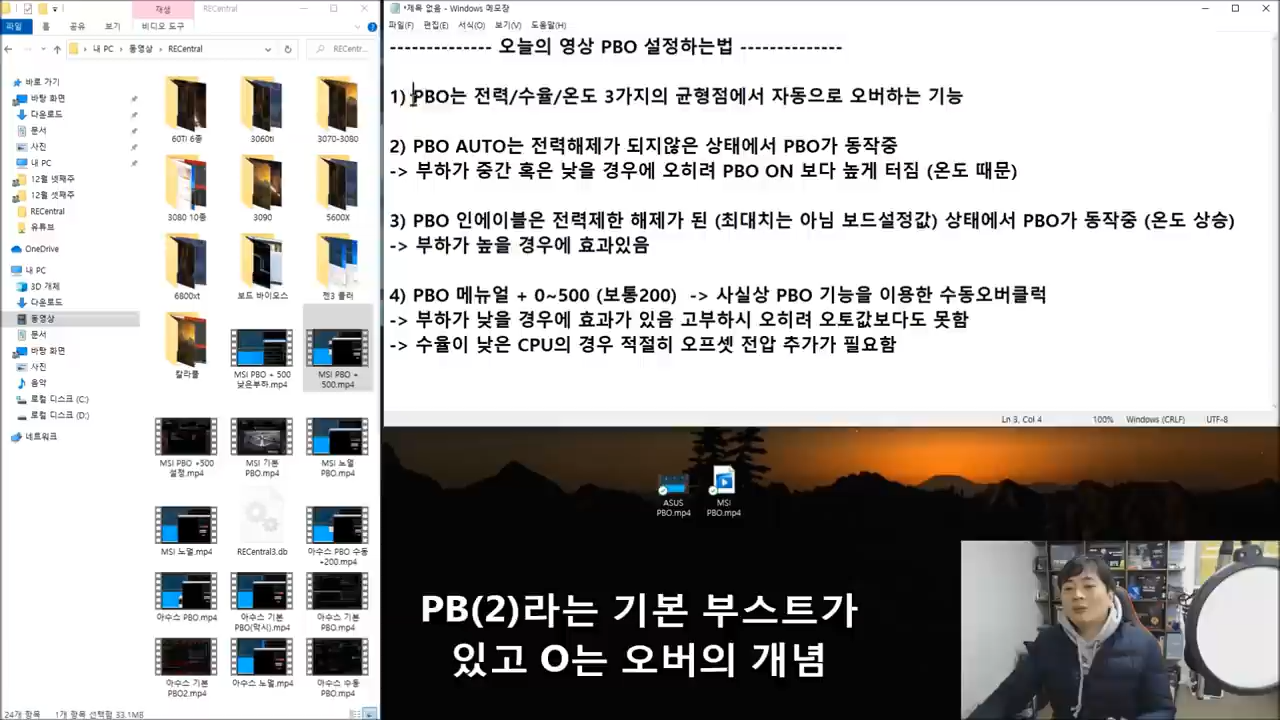 재생
RECentral
파일
홈
공유
보기
비디오 도구
내 PC > 동영상 > RECentral
RECentr...
바로 가기
바탕 화면
다운로드
문서
사진
내 PC
12월 넷째주
12월 셋째주
RECentral
유튜브
OneDrive
내 PC
3D 개체
다운로드
동영상
문서
바탕 화면
사진
음악
로컬 디스크 (C:)
로컬 디스크 (D:)
네트워크
60Ti 6종
3060ti
3070-3080
3080 10종
3090
5600X
6800xt
보드 바이오스
젠3 쿨러
칼라풀
MSI PBO + 500
낮은부하.mp4
MSI PBO +
500.mp4
MSI PBO +500
설정.mp4
MSI 기본
PBO.mp4
MSI 노멀
PBO.mp4
MSI 노멀.mp4
RECentral3.db
아수스 PBO 수동
+200.mp4
아수스 PBO.mp4
아수스 기본
PBO(역시).mp4
아수스 기본
PBO.mp4
아수스 기본
PBO2.mp4
아수스 노멀.mp4
아수스 수동
PBO.mp4
24개 항목
1개 항목 선택함 33.1MB
*제목 없음 - Windows 메모장
파일(F) 편집(E) 서식(O) 보기(V) 도움말(H)
-------------- 오늘의 영상 PBO 설정하는법 --------------
1) PBO는 전력/수율/온도 3가지의 균형점에서 자동으로 오버하는 기능
2) PBO AUTO는 전력해제가 되지않은 상태에서 PBO가 동작중
-> 부하가 중간 혹은 낮을 경우에 오히려 PBO ON 보다 높게 터짐 (온도 때문)
3) PBO 인에이블은 전력제한 해제가 된 (최대치는 아님 보드설정값) 상태에서 PBO가 동작중 (온도 상승)
-> 부하가 높을 경우에 효과있음
4) PBO 메뉴얼 + 0~500 (보통200) -> 사실상 PBO 기능을 이용한 수동오버클럭
-> 부하가 낮을 경우에 효과가 있음 고부하시 오히려 오토값보다도 못함
-> 수율이 낮은 CPU의 경우 적절히 오프셋 전압 추가가 필요함
Ln 3, Col 4
100%
Windows (CRLF)
UTF-8
ASUS
PBO.mp4
MSI
PBO.mp4
PB(2)라는 기본 부스트가
있고 O는 오버의 개념